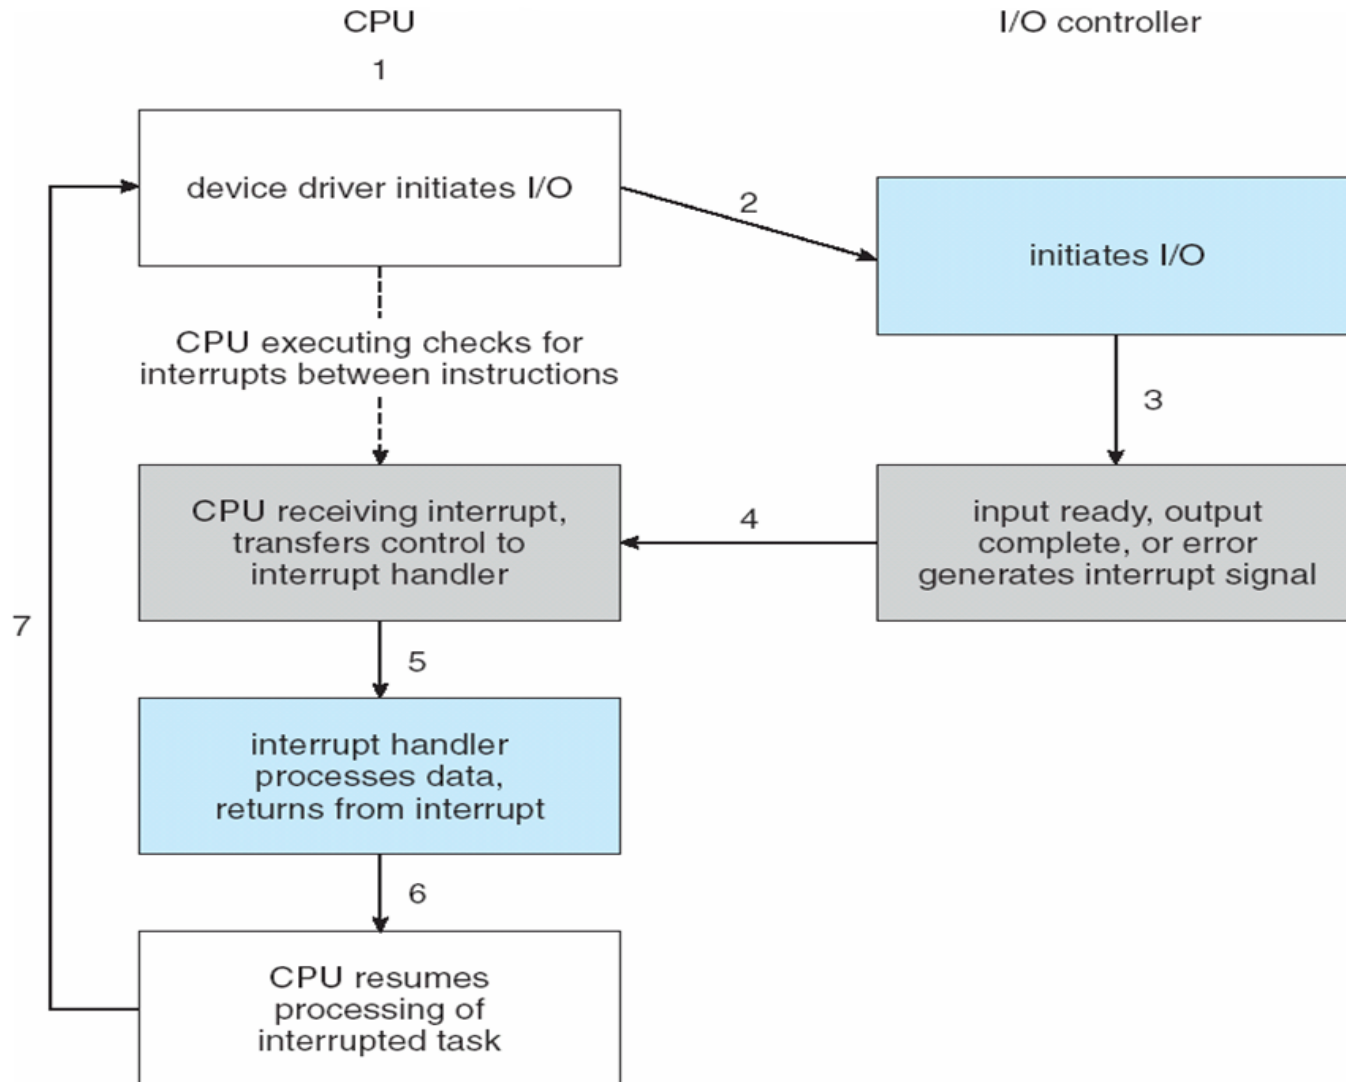 CPU
I/O controller
1
device driver initiates I/O
2
initiates I/O
CPU executing checks for
interrupts between instructions
3
CPU receiving interrupt,
transfers control to
interrupt handler
4
input ready, output
complete, or error
generates interrupt signal
7
5
interrupt handler
processes data,
returns from interrupt
6
CPU resumes
processing of
interrupted task